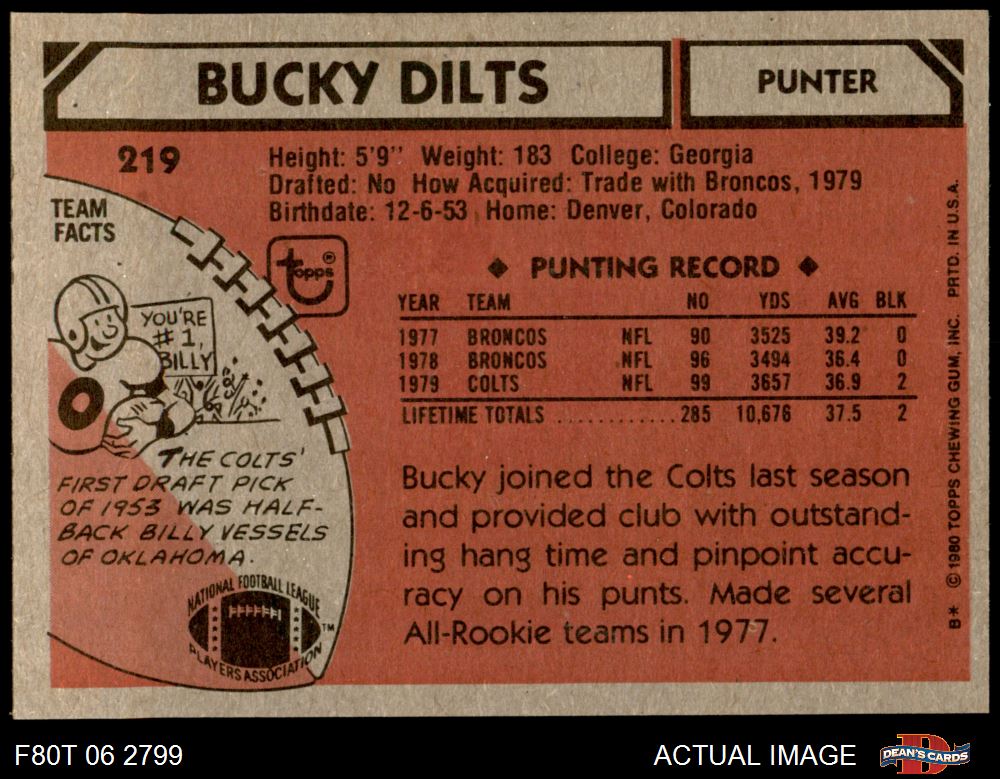 BUCKY DILTS
PUNTER
219
Height: 5'9'' Weight: 183 College: Georgia
Drafted: No How Acquired: Trade with Broncos, 1979
Birthdate: 12-6-53 Home: Denver, Colorado
TEAM
FACTS
topps®
YOU'RE
#1,
BILLY
THE COLTS'
FIRST DRAFT PICK
OF 1953 WAS HALF-
BACK BILLY VESSELS
OF OKLAHOMA.
NATIONAL FOOTBALL LEAGUE
PLAYERS ASSOCIATION
TM
◆ PUNTING RECORD ◆
YEAR TEAM NO YDS AVG BLK
1977 BRONCOS NFL 90 3525 39.2 0
1978 BRONCOS NFL 96 3494 36.4 0
1979 COLTS NFL 99 3657 36.9 2
LIFETIME TOTALS ............ 285 10,676 37.5 2
Bucky joined the Colts last season
and provided club with outstand-
ing hang time and pinpoint accu-
racy on his punts. Made several
All-Rookie teams in 1977.
B* © 1980 TOPPS CHEWING GUM, INC. PRTD. IN U.S.A.
F80T 06 2799
ACTUAL IMAGE
DEAN'S CARDS